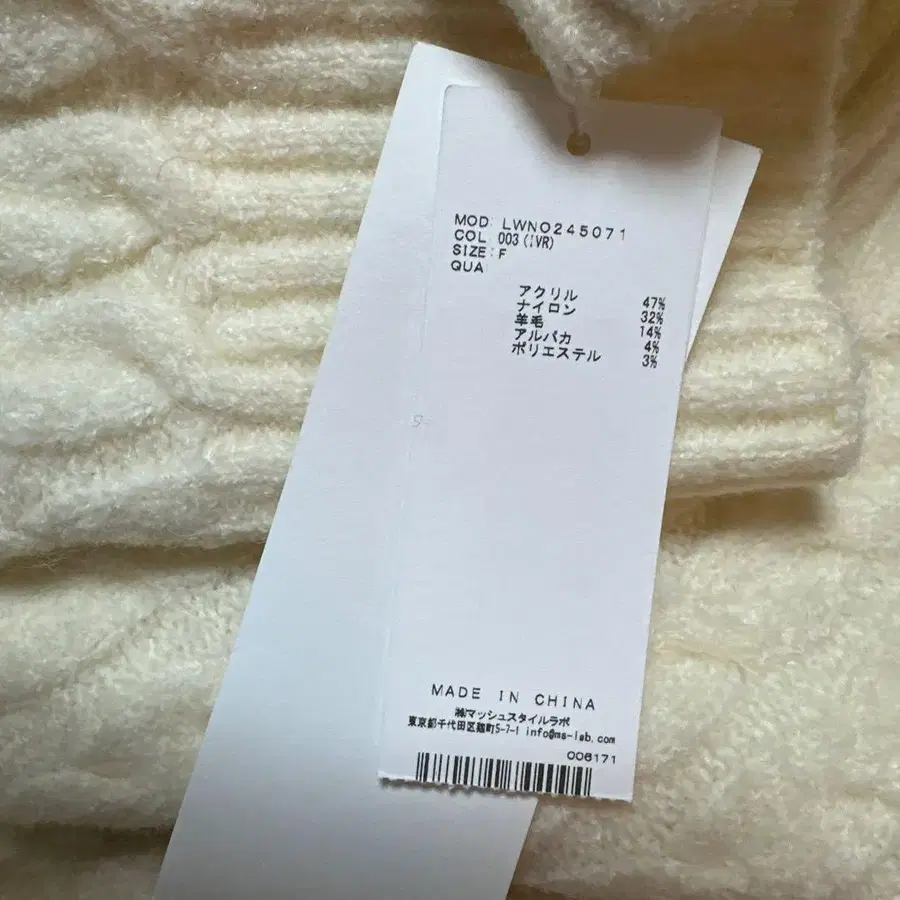 MOD: LWNO245071
COL: 003(IVR)
SIZE: F
QUA
アクリル 47%
ナイロン 32%
羊毛 14%
アルパカ 4%
ポリエステル 3%
MADE IN CHINA
㈱マッシュスタイルラボ
東京都千代田区麹町5-7-1 info@ms-lab.com
006171